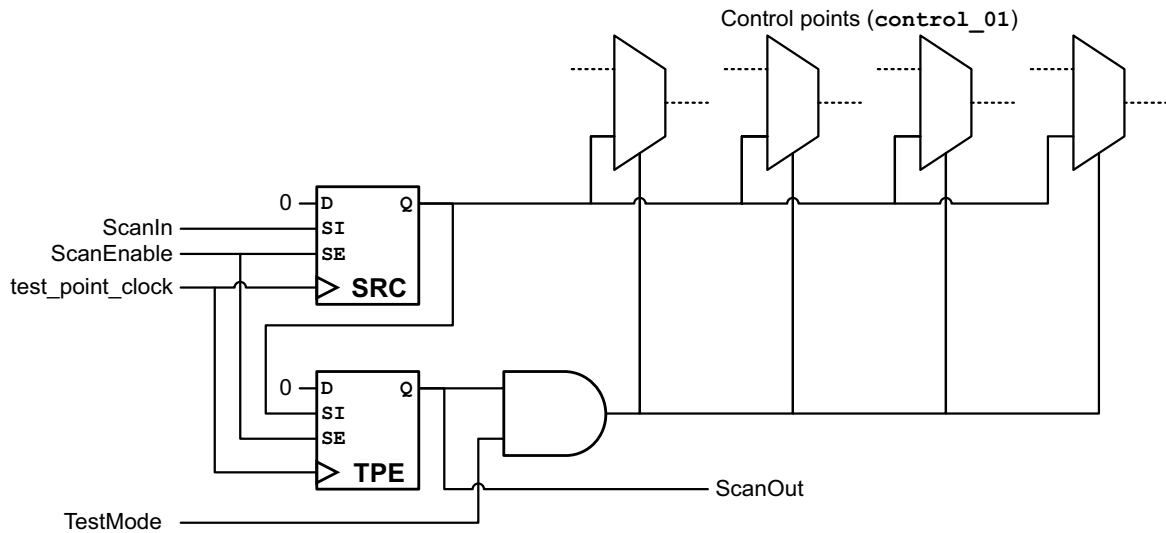 Control points (control_01)
0 D Q
ScanIn SI
ScanEnable SE
test_point_clock SRC
0 D Q
SI
SE
TPE
ScanOut
TestMode